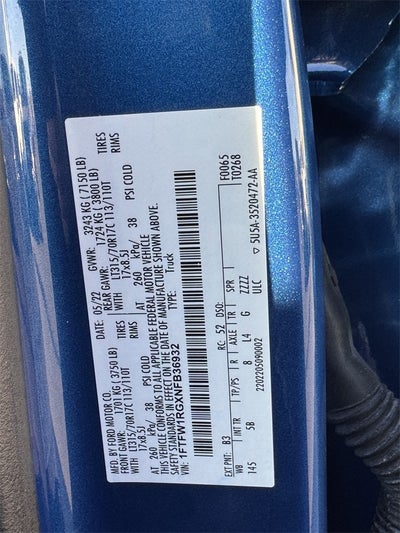 MFD. BY FORD MOTOR CO.
DATE: 05/22 GVWR: 3243 KG ( 7150 LB)
FRONT GAWR: 1701 KG ( 3750 LB) REAR GAWR: 1724 KG ( 3800 LB)
WITH LT315/70R17C 113/110T TIRES WITH LT315/70R17C 113/110T TIRES
17x8.5J RIMS 17x8.5J RIMS
AT 260 kPa/ 38 PSI COLD AT 260 kPa/ 38 PSI COLD
THIS VEHICLE CONFORMS TO ALL APPLICABLE FEDERAL MOTOR VEHICLE
SAFETY STANDARDS IN EFFECT ON THE DATE OF MANUFACTURE SHOWN ABOVE.
VIN: 1FTFW1RGXNFB36932
TYPE: Truck
F0065
T0268
EXT PNT: B3 RC: 52 DSO:
WB INT TR TP/PS R AXLE TR SPR
145 5B 8 L4 G ZZZZ
ULC
▽ 5U5A-3520472-AA
2202205090002